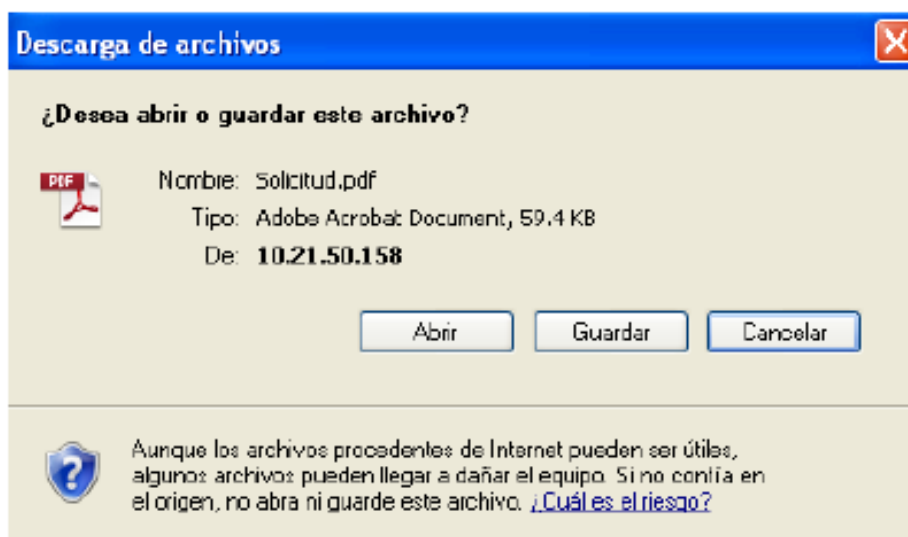 Descarga de archivos
¿Desea abrir o guardar este archivo?
PDF
Nombre: Solicitud.pdf
Tipo: Adobe Acrobat Document, 59.4 KB
De: 10.21.50.158
Abrir Guardar Cancelar
Aunque los archivos procedentes de Internet pueden ser útiles,
algunos archivos pueden llegar a dañar el equipo. Si no confía en
el origen, no abra ni guarde este archivo. ¿Cuál es el riesgo?